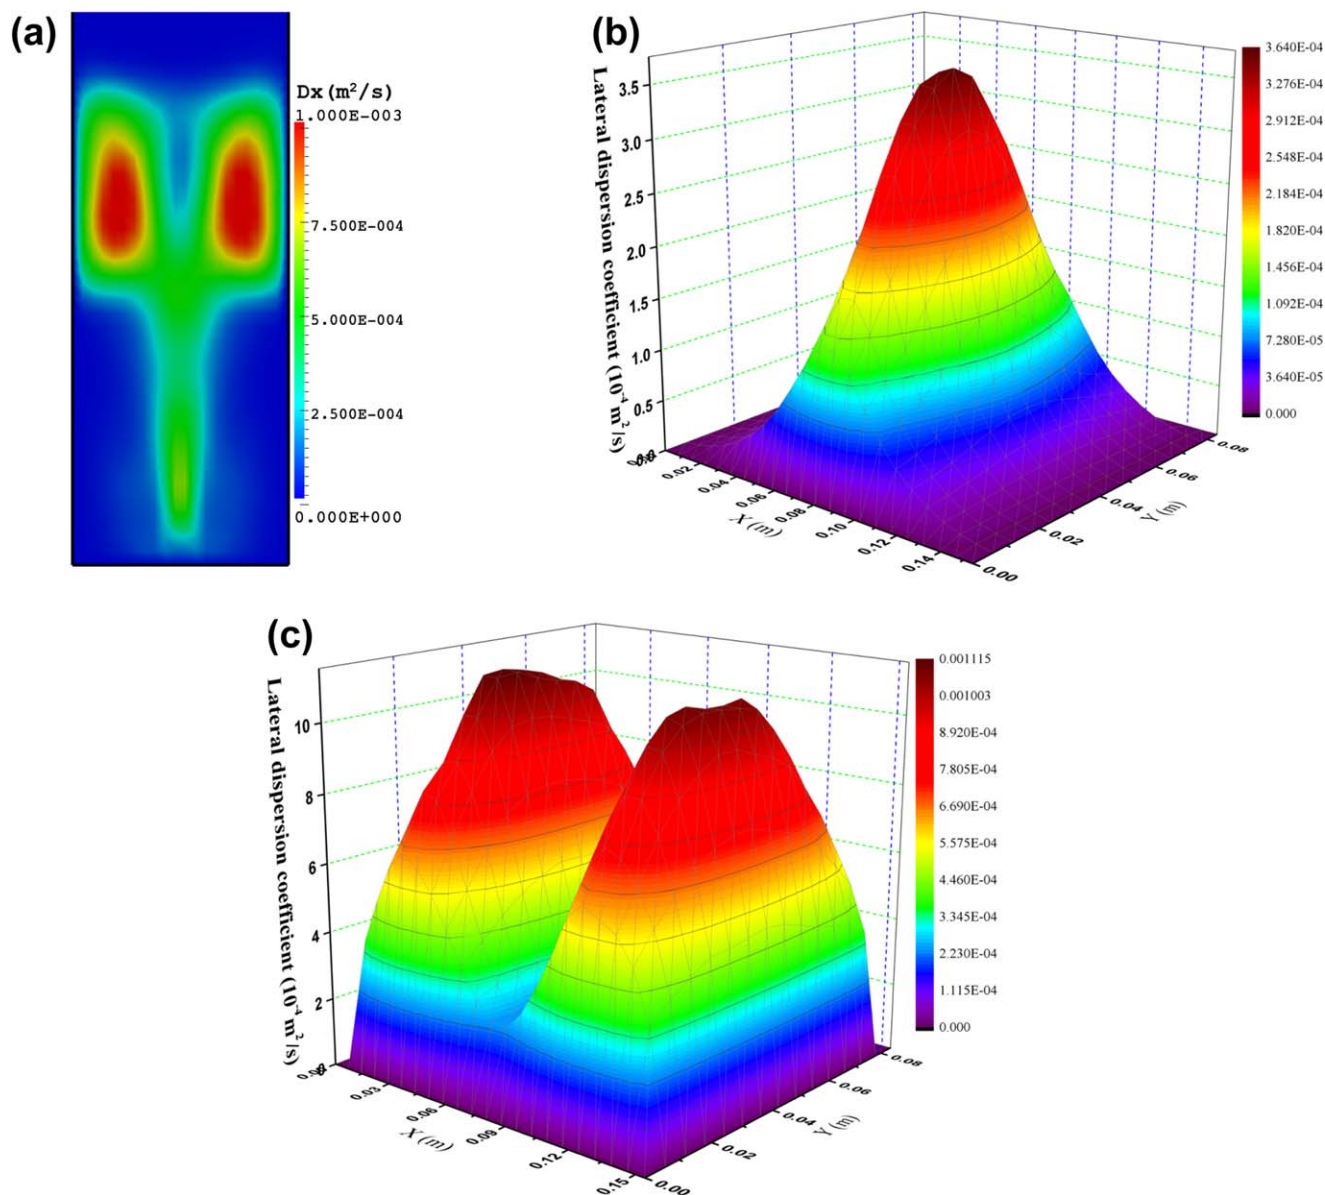 (a)
Dx(m²/s)
1.000E-003
7.500E-004
5.000E-004
2.500E-004
0.000E+000
(b)
Lateral dispersion coefficient (10⁻⁴ m²/s)
3.5
3.0
2.5
2.0
1.5
1.0
0.5
0.02
0.04
0.06
0.08
0.10
0.12
0.14
X (m)
0.00
0.02
0.04
0.06
0.08
Y (m)
3.640E-04
3.276E-04
2.912E-04
2.548E-04
2.184E-04
1.820E-04
1.456E-04
1.092E-04
7.280E-05
3.640E-05
0.000
(c)
Lateral dispersion coefficient (10⁻⁴ m²/s)
10
8
6
4
2
0.03
0.06
0.09
0.12
0.15
X (m)
0.00
0.02
0.04
0.06
0.08
Y (m)
0.001115
0.001003
8.920E-04
7.805E-04
6.690E-04
5.575E-04
4.460E-04
3.345E-04
2.230E-04
1.115E-04
0.000